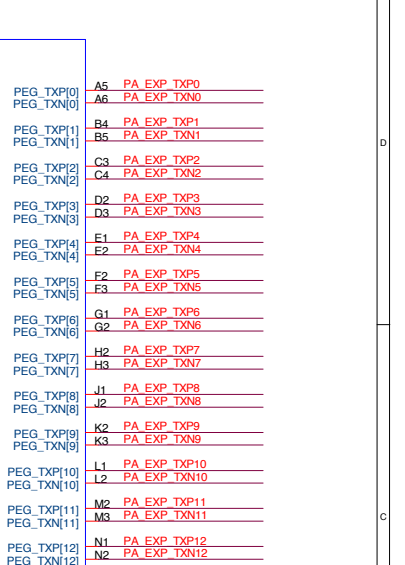 PEG_TXP[0] A5 PA_EXP_TXP0
PEG_TXN[0] A6 PA_EXP_TXN0
PEG_TXP[1] B4 PA_EXP_TXP1
PEG_TXN[1] B5 PA_EXP_TXN1
D
PEG_TXP[2] C3 PA_EXP_TXP2
PEG_TXN[2] C4 PA_EXP_TXN2
PEG_TXP[3] D2 PA_EXP_TXP3
PEG_TXN[3] D3 PA_EXP_TXN3
PEG_TXP[4] E1 PA_EXP_TXP4
PEG_TXN[4] E2 PA_EXP_TXN4
PEG_TXP[5] F2 PA_EXP_TXP5
PEG_TXN[5] F3 PA_EXP_TXN5
PEG_TXP[6] G1 PA_EXP_TXP6
PEG_TXN[6] G2 PA_EXP_TXN6
PEG_TXP[7] H2 PA_EXP_TXP7
PEG_TXN[7] H3 PA_EXP_TXN7
PEG_TXP[8] J1 PA_EXP_TXP8
PEG_TXN[8] J2 PA_EXP_TXN8
PEG_TXP[9] K2 PA_EXP_TXP9
PEG_TXN[9] K3 PA_EXP_TXN9
PEG_TXP[10] L1 PA_EXP_TXP10
PEG_TXN[10] L2 PA_EXP_TXN10
PEG_TXP[11] M2 PA_EXP_TXP11
PEG_TXN[11] M3 PA_EXP_TXN11
C
PEG_TXP[12] N1 PA_EXP_TXP12
PEG_TXN[12] N2 PA_EXP_TXN12